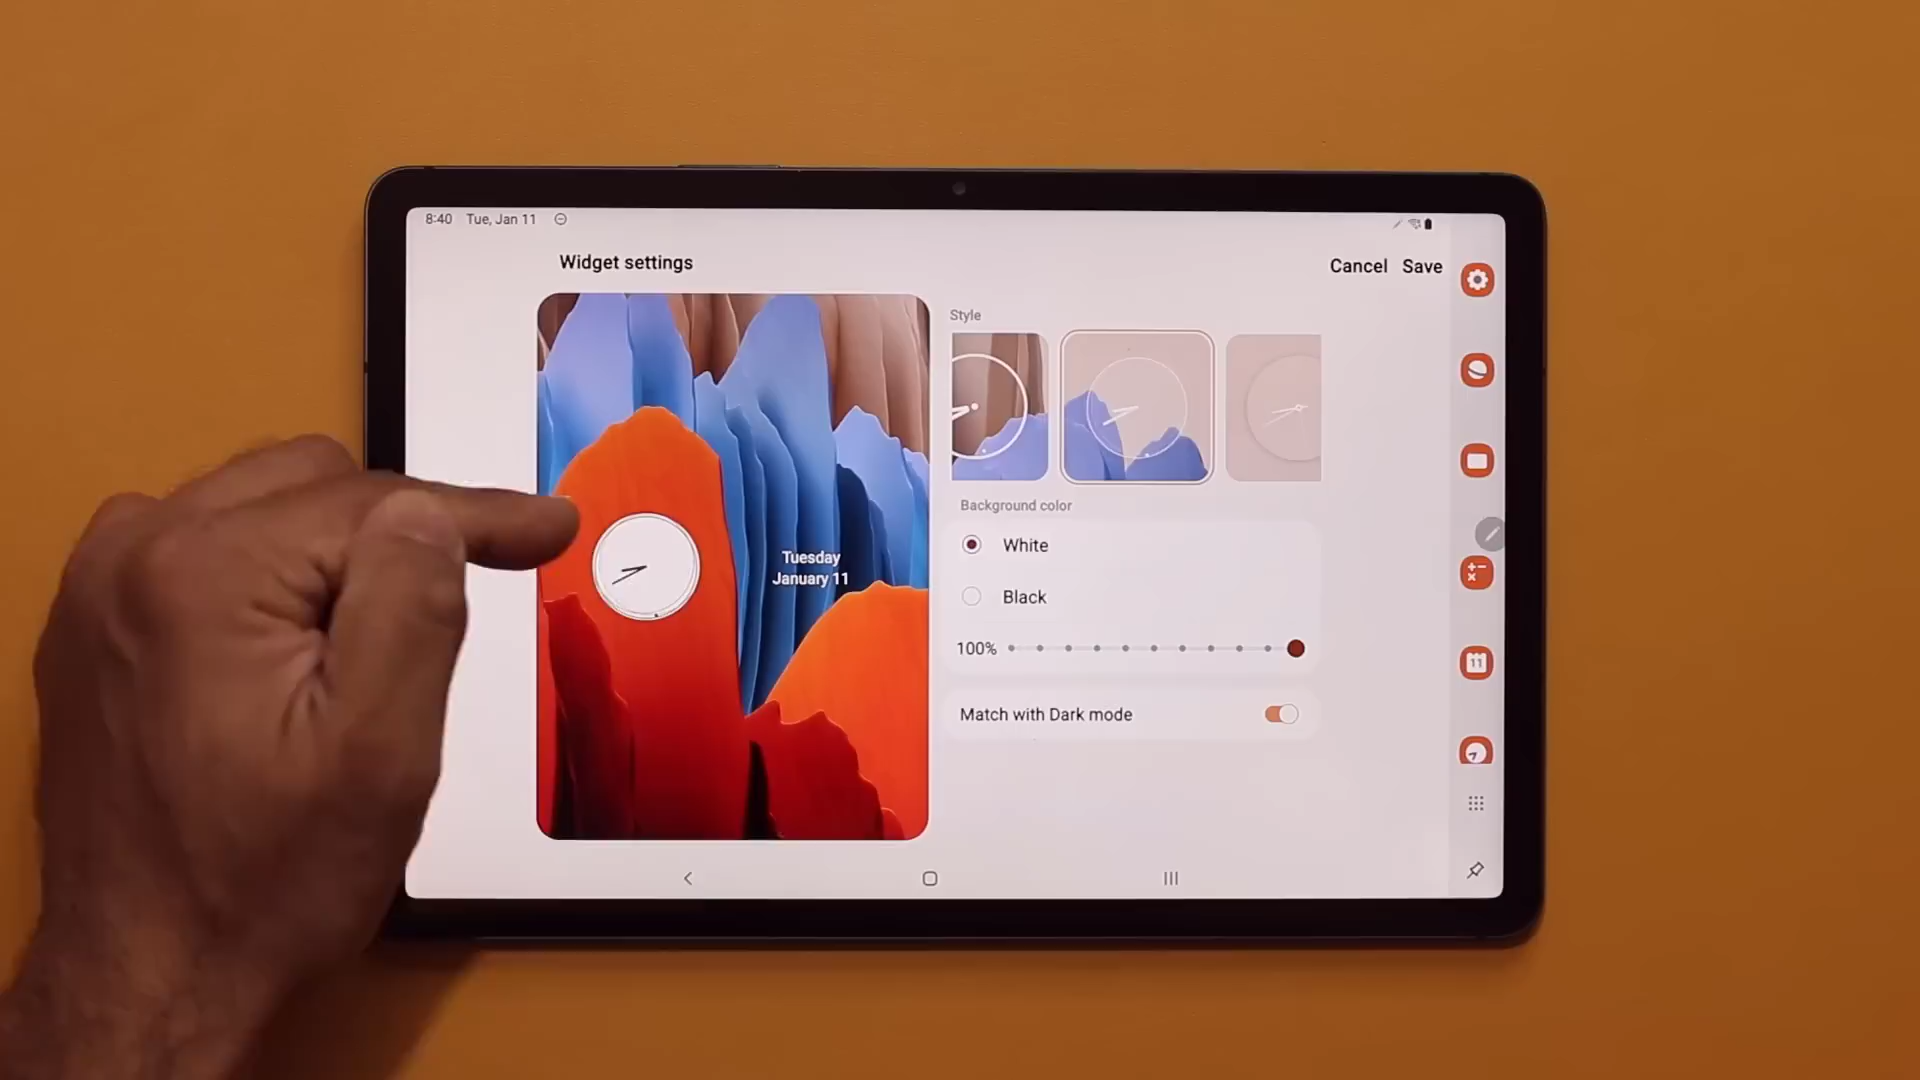 8:40 Tue, Jan 11
Widget settings
Cancel Save
Style
Background color
White
Black
Tuesday
January 11
100%
Match with Dark mode
11